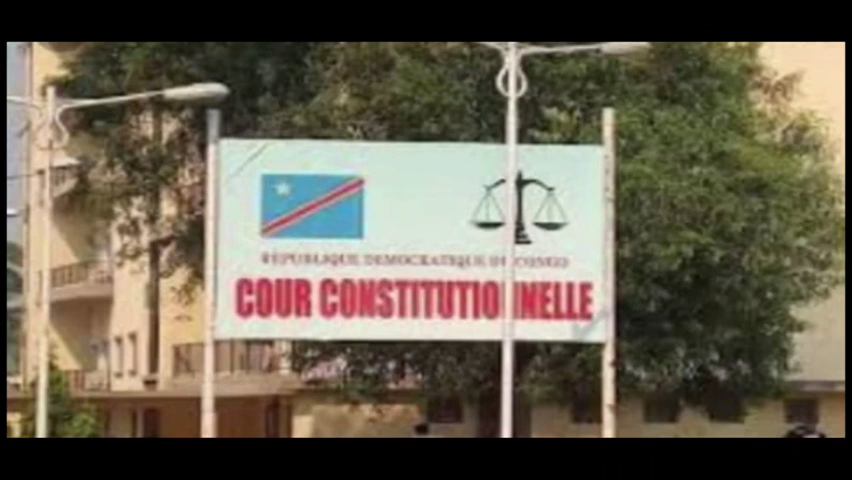 RÉPUBLIQUE DÉMOCRATIQUE DU CONGO
COUR CONSTITUTIONNELLE